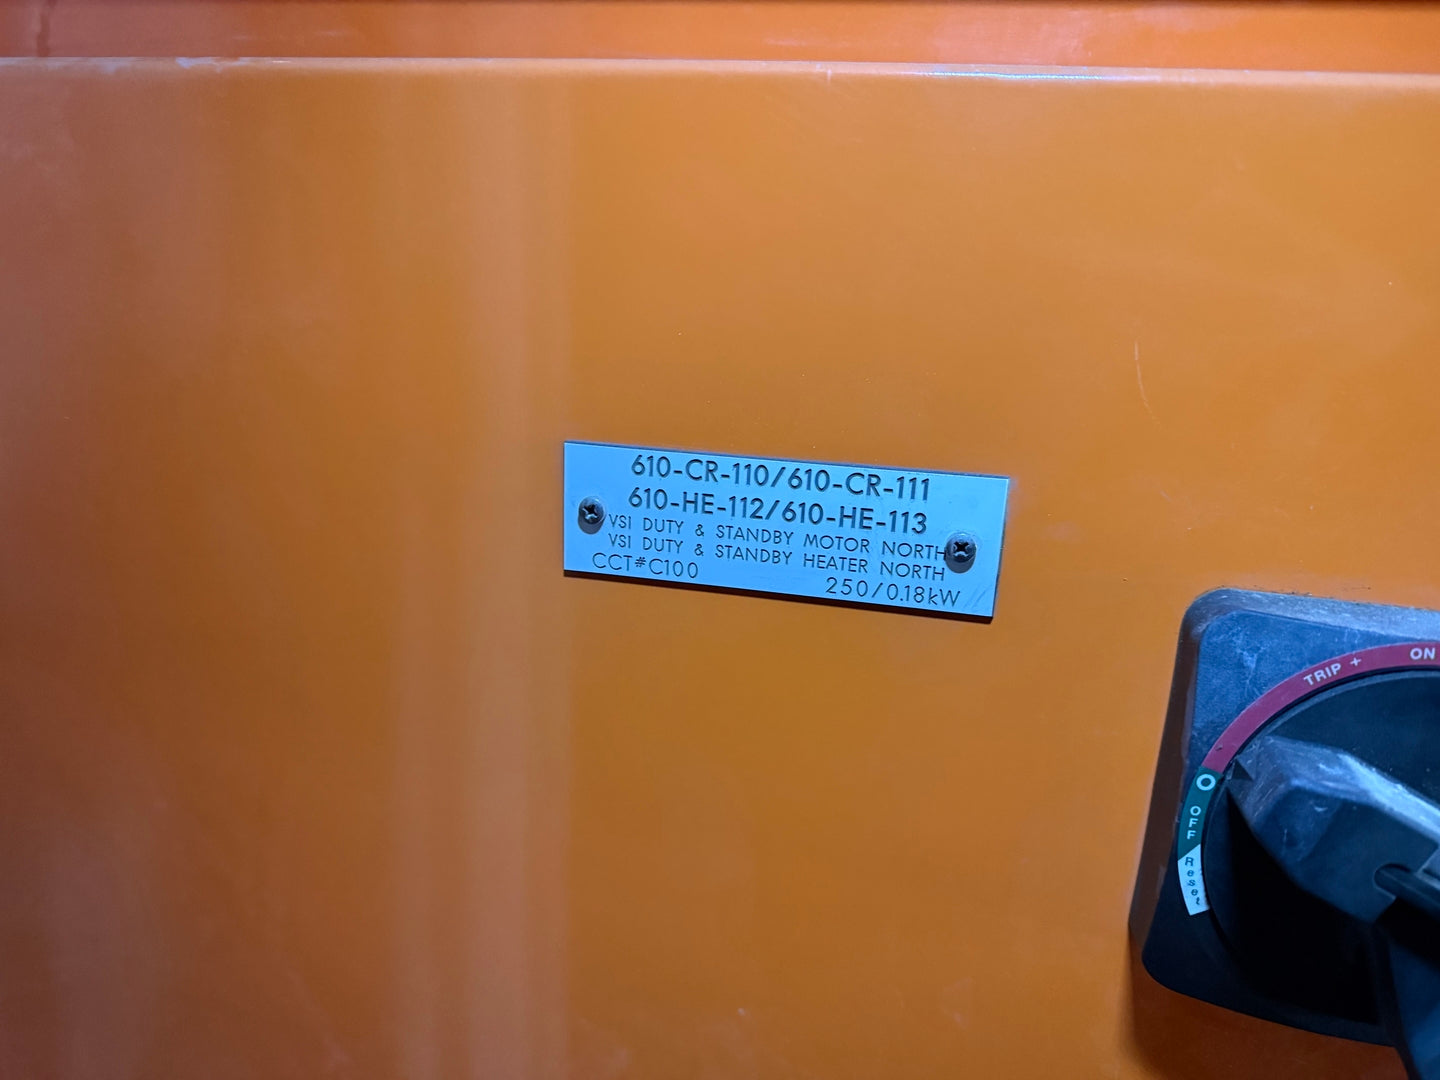 610-CR-110/610-CR-111
610-HE-112/610-HE-113
VSI DUTY & STANDBY MOTOR NORTH
VSI DUTY & STANDBY HEATER NORTH
CCT#C100 250/0.18kW
TRIP + ON
O OFF
Reset